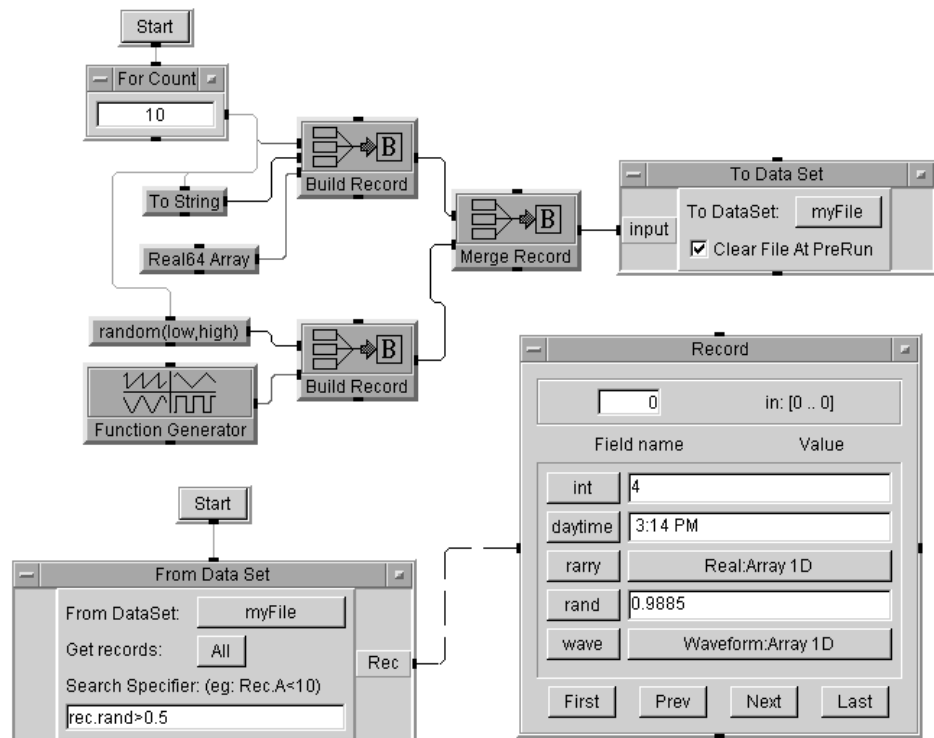 Start
For Count
10
B
Build Record
To String
Real64 Array
B
Merge Record
To Data Set
input
To DataSet:
myFile
Clear File At PreRun
random(low,high)
B
Build Record
Function Generator
Record
0
in: [0 .. 0]
Field name
Value
int
4
daytime
3:14 PM
rarry
Real:Array 1D
rand
0.9885
wave
Waveform:Array 1D
First
Prev
Next
Last
Start
From Data Set
From DataSet:
myFile
Get records:
All
Search Specifier: (eg: Rec.A<10)
rec.rand>0.5
Rec